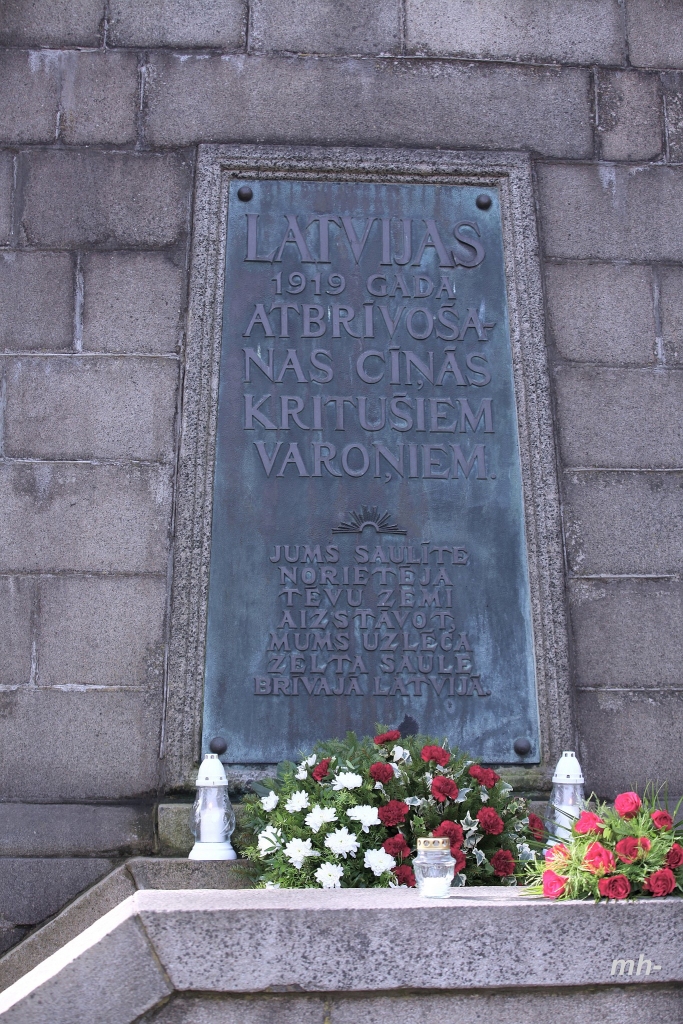 LATVIJAS
1919 GADA
ATBRĪVOŠA-
NAS CĪŅĀS
KRITUŠIEM
VAROŅIEM.
JUMS SAULĪTE
NORIETĒJA
TĒVU ZEMI
AIZSTĀVOT,
MUMS UZLĒCA
ZELTA SAULE
BRĪVAJĀ LATVIJĀ.
mh-